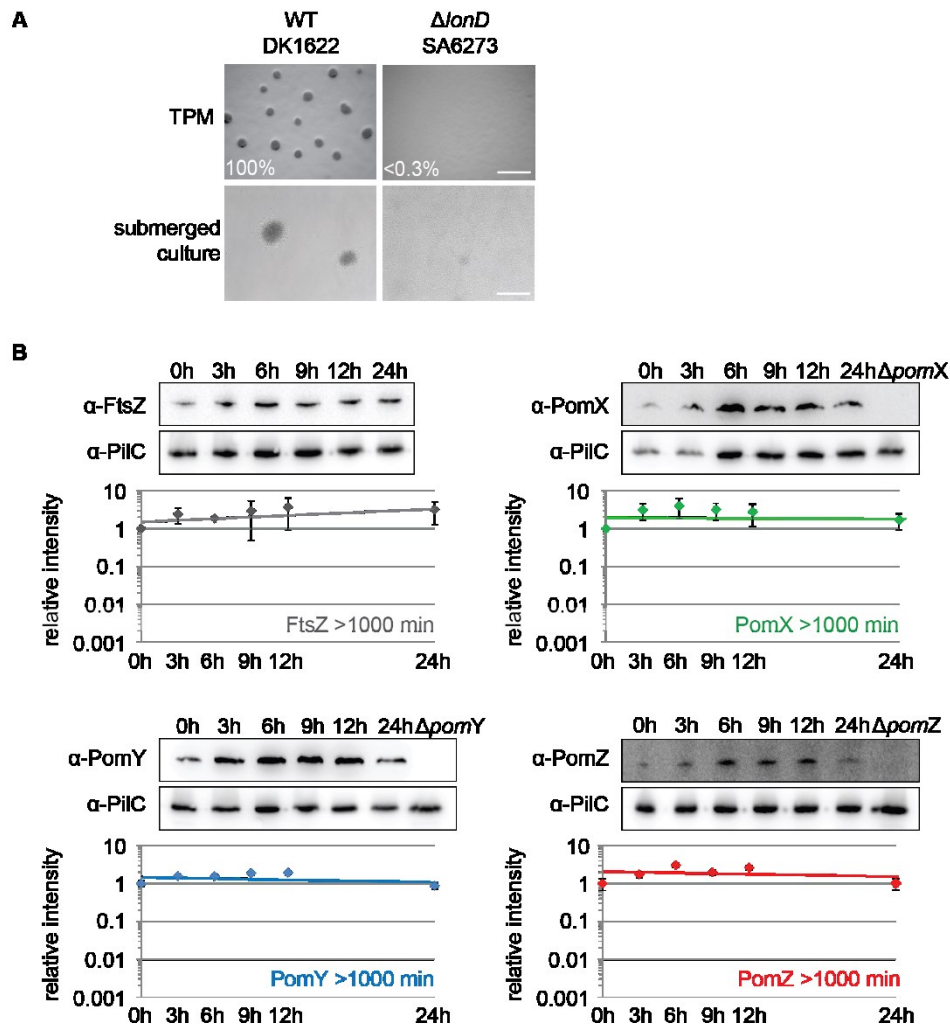 A
WT ΔlonD
DK1622 SA6273
TPM
100% <0.3%
submerged
culture
B
0h 3h 6h 9h 12h 24h
α-FtsZ
α-PilC
10
1
0.1
0.01
0.001
relative intensity
FtsZ >1000 min
0h 3h 6h 9h 12h 24h
0h 3h 6h 9h 12h 24h ΔpomX
α-PomX
α-PilC
10
1
0.1
0.01
0.001
relative intensity
PomX >1000 min
0h 3h 6h 9h 12h 24h
0h 3h 6h 9h 12h 24h ΔpomY
α-PomY
α-PilC
10
1
0.1
0.01
0.001
relative intensity
PomY >1000 min
0h 3h 6h 9h 12h 24h
0h 3h 6h 9h 12h 24h ΔpomZ
α-PomZ
α-PilC
10
1
0.1
0.01
0.001
relative intensity
PomZ >1000 min
0h 3h 6h 9h 12h 24h